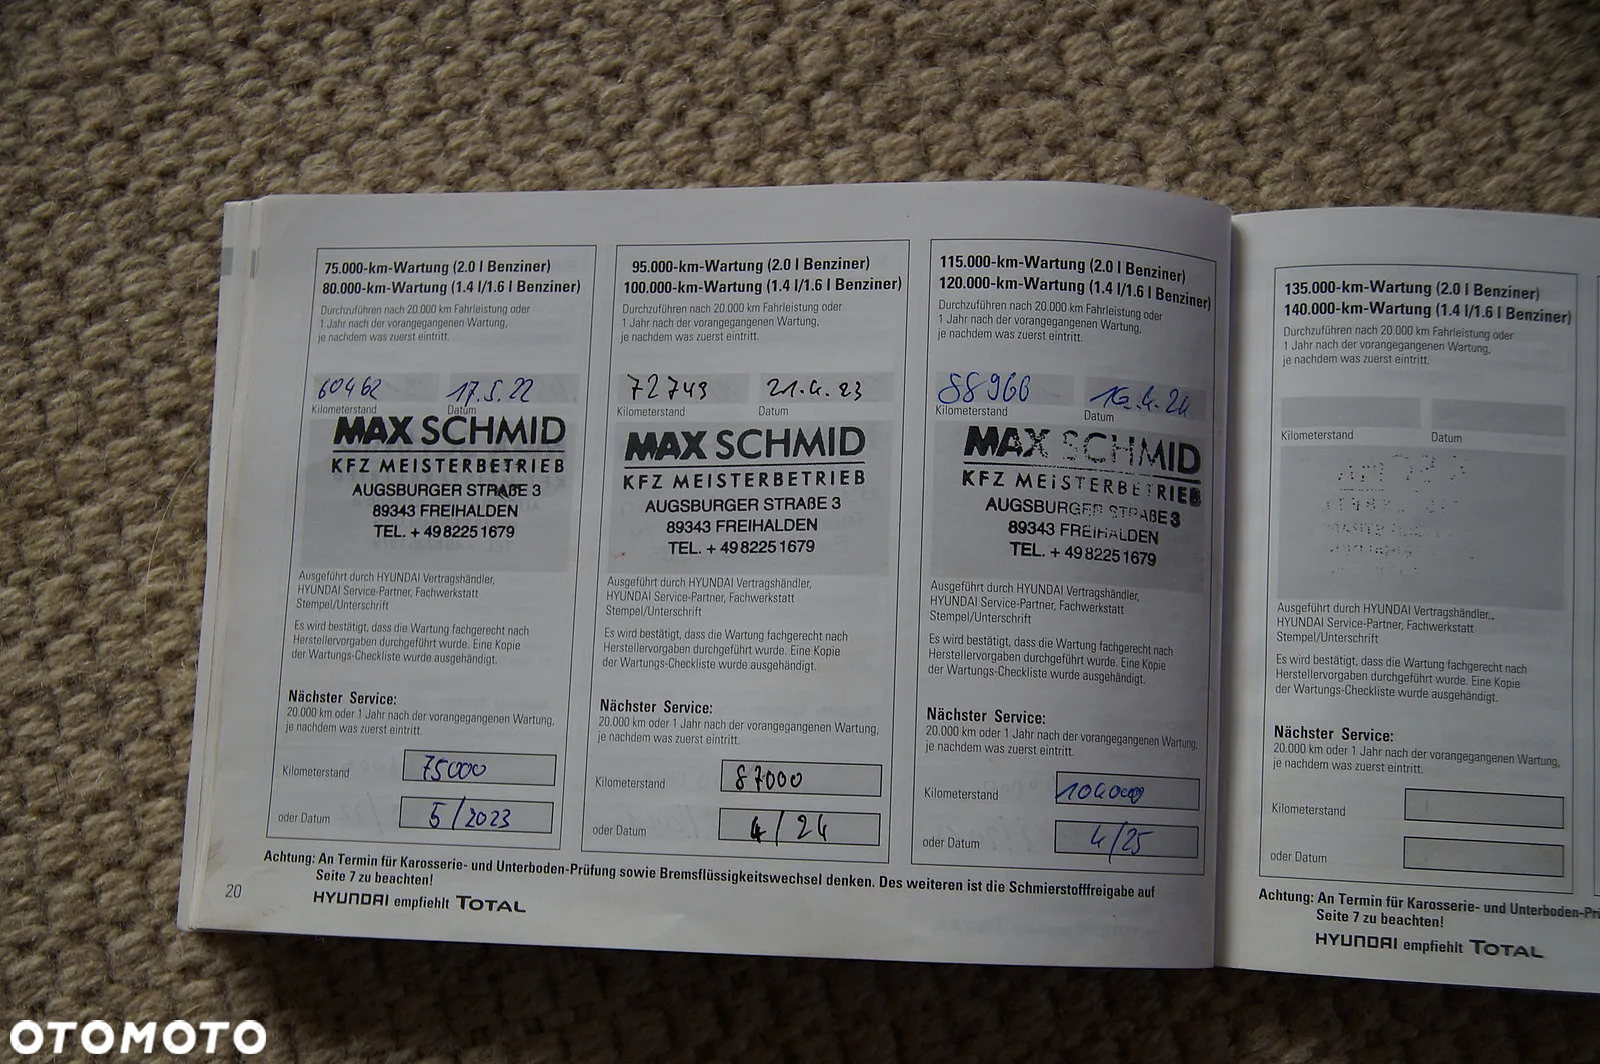 75.000-km-Wartung (2.0 l Benziner)
80.000-km-Wartung (1.4 l/1.6 l Benziner)
Durchzuführen nach 20.000 km Fahrleistung oder
1 Jahr nach der vorangegangenen Wartung,
je nachdem was zuerst eintritt.
60462 17.5.22
Kilometerstand Datum
MAX SCHMID
KFZ MEISTERBETRIEB
AUGSBURGER STRAßE 3
89343 FREIHALDEN
TEL. + 49 8225 1679
Ausgeführt durch HYUNDAI Vertragshändler,
HYUNDAI Service-Partner, Fachwerkstatt
Stempel/Unterschrift
Es wird bestätigt, dass die Wartung fachgerecht nach
Herstellervorgaben durchgeführt wurde. Eine Kopie
der Wartungs-Checkliste wurde ausgehändigt.
Nächster Service:
20.000 km oder 1 Jahr nach der vorangegangenen Wartung,
je nachdem was zuerst eintritt.
Kilometerstand 75000
oder Datum 5/2023
95.000-km-Wartung (2.0 l Benziner)
100.000-km-Wartung (1.4 l/1.6 l Benziner)
Durchzuführen nach 20.000 km Fahrleistung oder
1 Jahr nach der vorangegangenen Wartung,
je nachdem was zuerst eintritt.
72743 21.4.23
Kilometerstand Datum
MAX SCHMID
KFZ MEISTERBETRIEB
AUGSBURGER STRAßE 3
89343 FREIHALDEN
TEL. + 49 8225 1679
Ausgeführt durch HYUNDAI Vertragshändler,
HYUNDAI Service-Partner, Fachwerkstatt
Stempel/Unterschrift
Es wird bestätigt, dass die Wartung fachgerecht nach
Herstellervorgaben durchgeführt wurde. Eine Kopie
der Wartungs-Checkliste wurde ausgehändigt.
Nächster Service:
20.000 km oder 1 Jahr nach der vorangegangenen Wartung,
je nachdem was zuerst eintritt.
Kilometerstand 87000
oder Datum 4/24
115.000-km-Wartung (2.0 l Benziner)
120.000-km-Wartung (1.4 l/1.6 l Benziner)
Durchzuführen nach 20.000 km Fahrleistung oder
1 Jahr nach der vorangegangenen Wartung,
je nachdem was zuerst eintritt.
88966 16.4.24
Kilometerstand Datum
MAX SCHMID
KFZ MEISTERBETRIEB
AUGSBURGER STRAßE 3
89343 FREIHALDEN
TEL. + 49 8225 1679
Ausgeführt durch HYUNDAI Vertragshändler,
HYUNDAI Service-Partner, Fachwerkstatt
Stempel/Unterschrift
Es wird bestätigt, dass die Wartung fachgerecht nach
Herstellervorgaben durchgeführt wurde. Eine Kopie
der Wartungs-Checkliste wurde ausgehändigt.
Nächster Service:
20.000 km oder 1 Jahr nach der vorangegangenen Wartung,
je nachdem was zuerst eintritt.
Kilometerstand 104000
oder Datum 4/25
Achtung: An Termin für Karosserie- und Unterboden-Prüfung sowie Bremsflüssigkeitswechsel denken. Des weiteren ist die Schmierstofffreigabe auf
Seite 7 zu beachten!
20
HYUNDAI empfiehlt TOTAL
135.000-km-Wartung (2.0 l Benziner)
140.000-km-Wartung (1.4 l/1.6 l Benziner)
Durchzuführen nach 20.000 km Fahrleistung oder
1 Jahr nach der vorangegangenen Wartung,
je nachdem was zuerst eintritt.
Kilometerstand Datum
Ausgeführt durch HYUNDAI Vertragshändler,
HYUNDAI Service-Partner, Fachwerkstatt
Stempel/Unterschrift
Es wird bestätigt, dass die Wartung fachgerecht nach
Herstellervorgaben durchgeführt wurde. Eine Kopie
der Wartungs-Checkliste wurde ausgehändigt.
Nächster Service:
20.000 km oder 1 Jahr nach der vorangegangenen Wartung,
je nachdem was zuerst eintritt.
Kilometerstand
oder Datum
Achtung: An Termin für Karosserie- und Unterboden-Prü
Seite 7 zu beachten!
HYUNDAI empfiehlt TOTAL
OTOMOTO